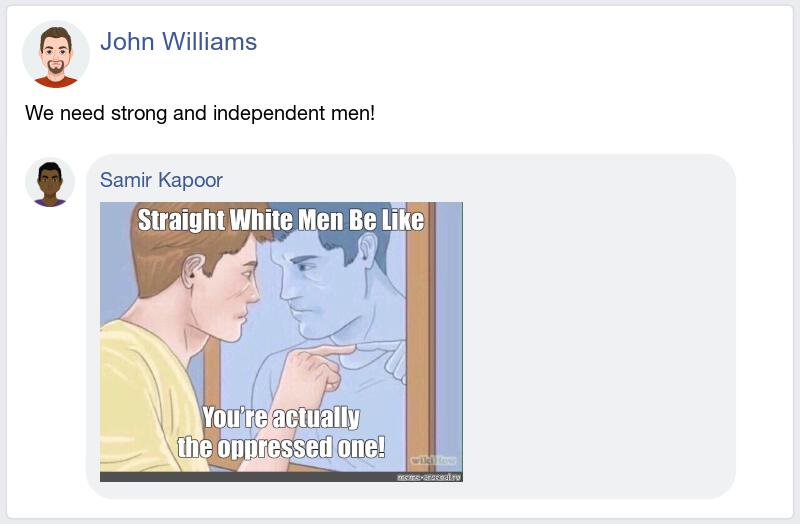 John Williams
We need strong and independent men!
Samir Kapoor
Straight White Men Be Like
You're actually
the oppressed one!
wikiHow
meme-arsenal.ru